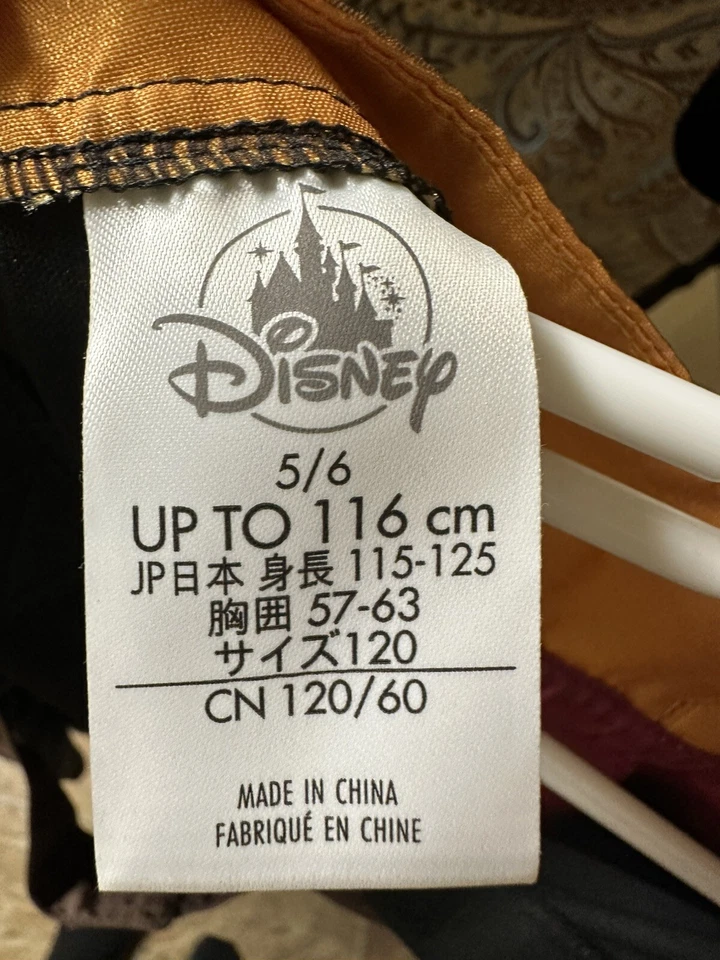 Disney
5/6
UP TO 116 cm
JP日本 身長 115-125
胸囲 57-63
サイズ120
CN 120/60
MADE IN CHINA
FABRIQUÉ EN CHINE